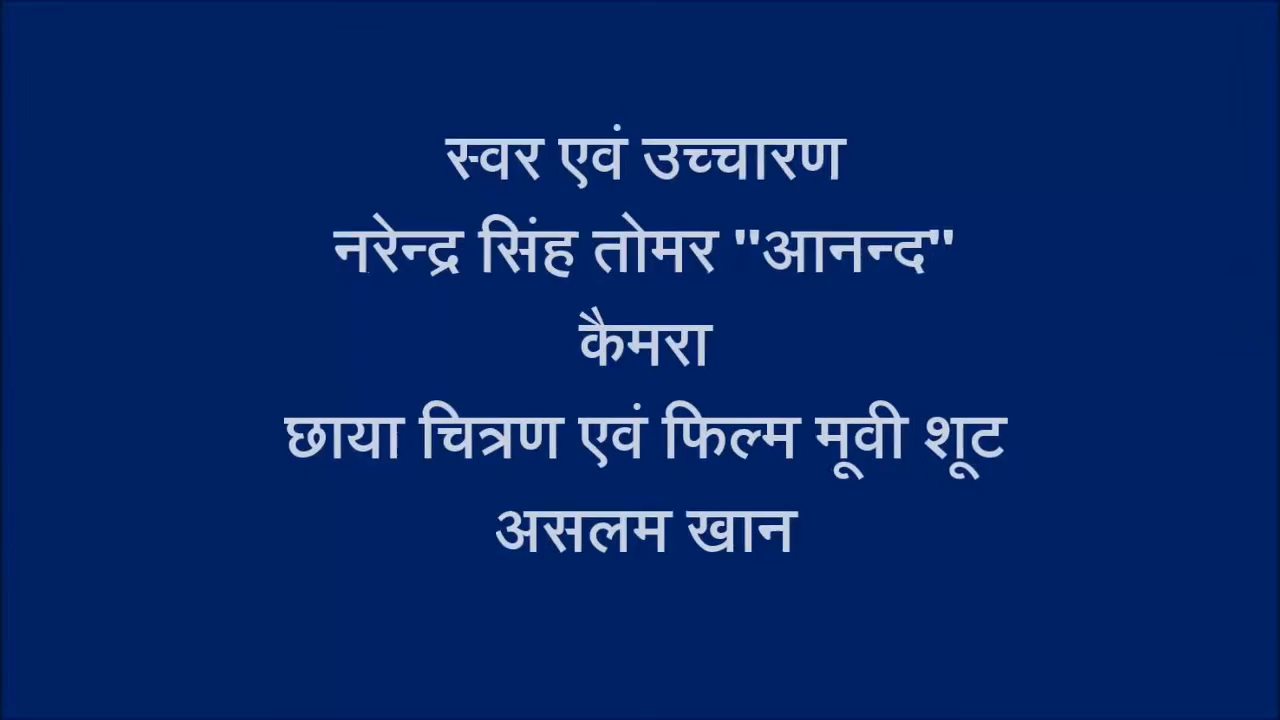 स्वर एवं उच्चारण
नरेन्द्र सिंह तोमर "आनन्द"
कैमरा
छाया चित्रण एवं फिल्म मूवी शूट
असलम खान